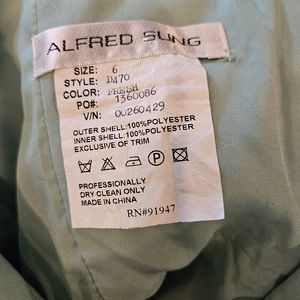 ALFRED SUNG
SIZE: 6
STYLE: D470
COLOR: FRESH
PO#: 1360086
V/N: 00260429
OUTER SHELL:100%POLYESTER
INNER SHELL:100%POLYESTER
EXCLUSIVE OF TRIM
PROFESSIONALLY
DRY CLEAN ONLY
MADE IN CHINA
RN#91947